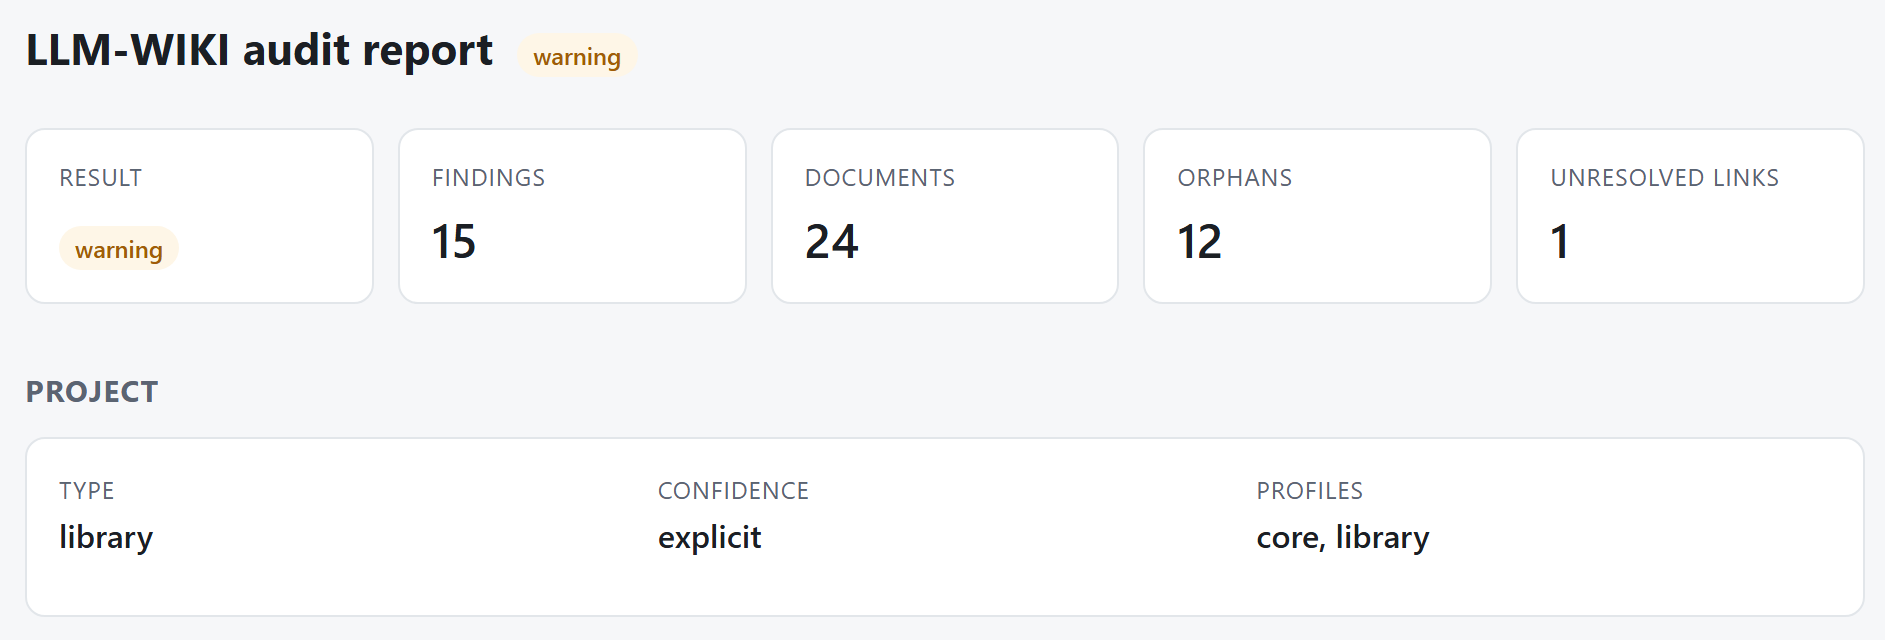 LLM-WIKI audit report warning
RESULT
warning
FINDINGS
15
DOCUMENTS
24
ORPHANS
12
UNRESOLVED LINKS
1
PROJECT
TYPE
library
CONFIDENCE
explicit
PROFILES
core, library